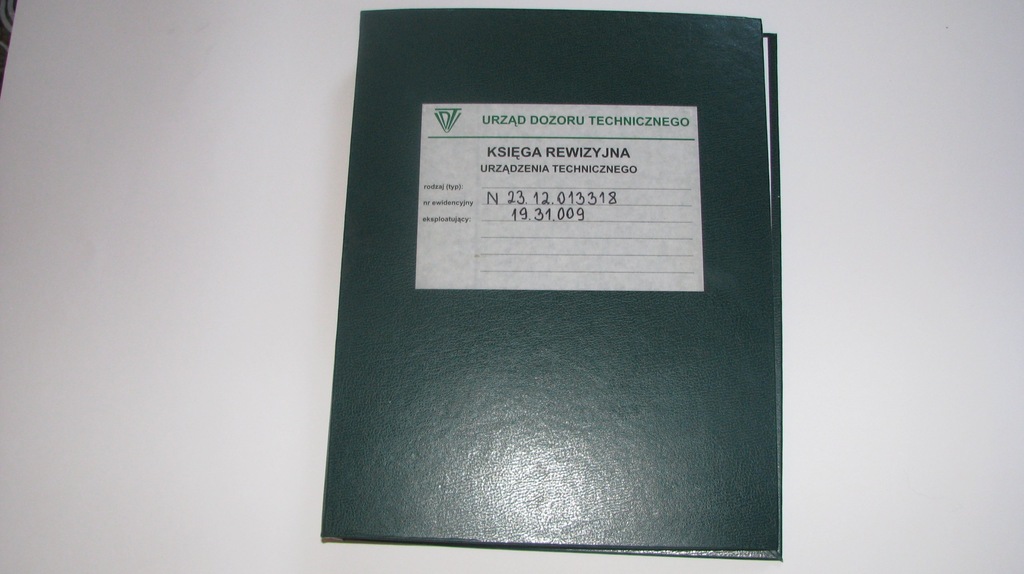 UDT URZĄD DOZORU TECHNICZNEGO
KSIĘGA REWIZYJNA
URZĄDZENIA TECHNICZNEGO
rodzaj (typ):
nr ewidencyjny N 23.12.013318
eksploatujący: 19.31.009